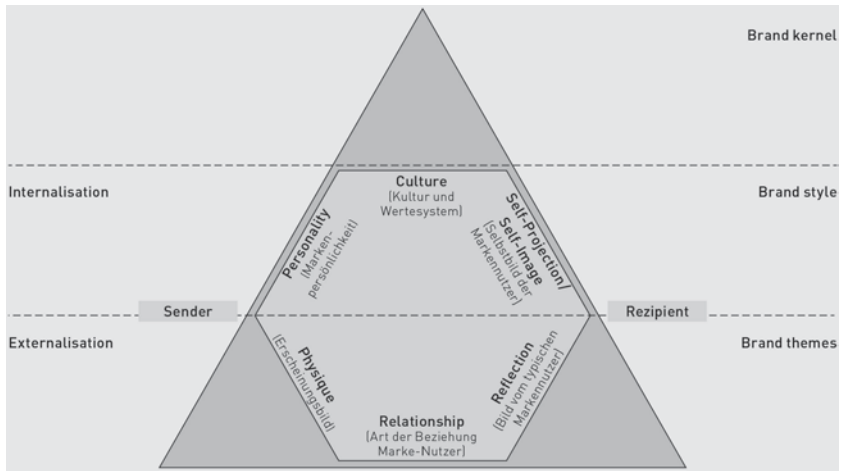 Brand kernel
Internalisation
Brand style
Culture
(Kultur und
Wertesystem)
Personality
(Marken-
persönlichkeit)
Self-Projection/
Self-Image
(Selbstbild der
Markennutzer)
Sender
Rezipient
Externalisation
Brand themes
Physique
(Erscheinungsbild)
Reflection
(Bild vom typischen
Markennutzer)
Relationship
(Art der Beziehung
Marke-Nutzer)